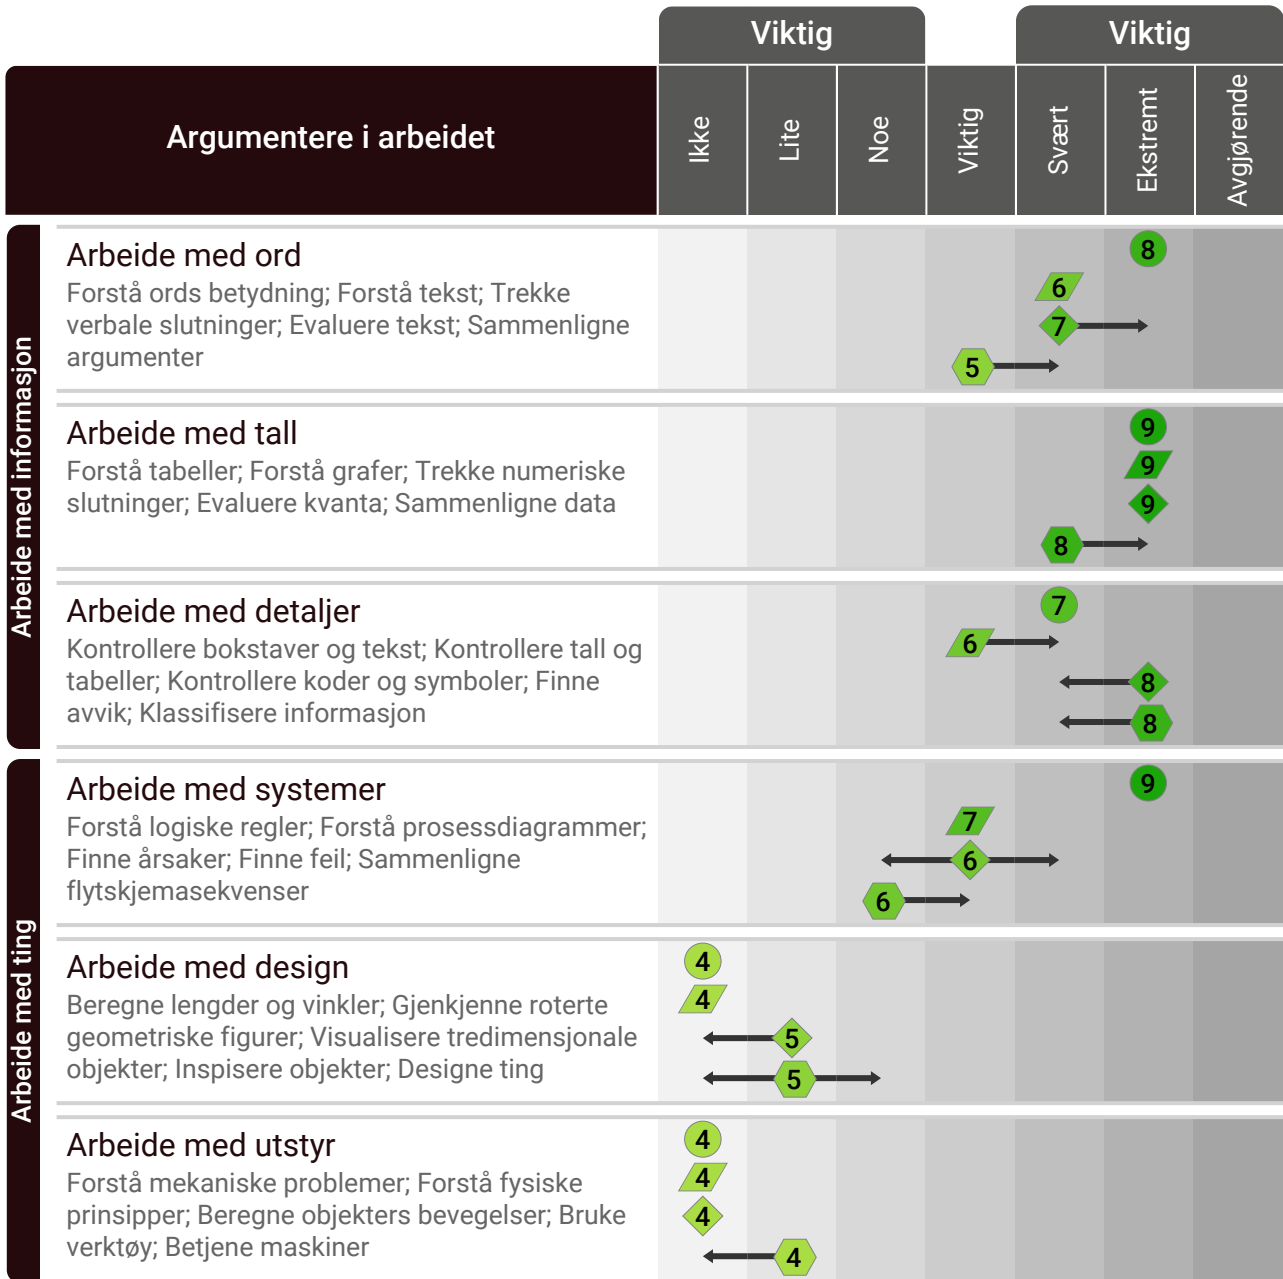 Viktig
Viktig
Argumentere i arbeidet
Ikke
Lite
Noe
Viktig
Svært
Ekstremt
Avgjørende
Arbeide med informasjon
Arbeide med ord
Forstå ords betydning; Forstå tekst; Trekke
verbale slutninger; Evaluere tekst; Sammenligne
argumenter
8
6
7
5
Arbeide med tall
Forstå tabeller; Forstå grafer; Trekke numeriske
slutninger; Evaluere kvanta; Sammenligne data
9
9
9
8
Arbeide med detaljer
Kontrollere bokstaver og tekst; Kontrollere tall og
tabeller; Kontrollere koder og symboler; Finne
avvik; Klassifisere informasjon
7
6
8
8
Arbeide med ting
Arbeide med systemer
Forstå logiske regler; Forstå prosessdiagrammer;
Finne årsaker; Finne feil; Sammenligne
flytskjemasekvenser
9
7
6
6
Arbeide med design
Beregne lengder og vinkler; Gjenkjenne roterte
geometriske figurer; Visualisere tredimensjonale
objekter; Inspisere objekter; Designe ting
4
4
5
5
Arbeide med utstyr
Forstå mekaniske problemer; Forstå fysiske
prinsipper; Beregne objekters bevegelser; Bruke
verktøy; Betjene maskiner
4
4
4
4